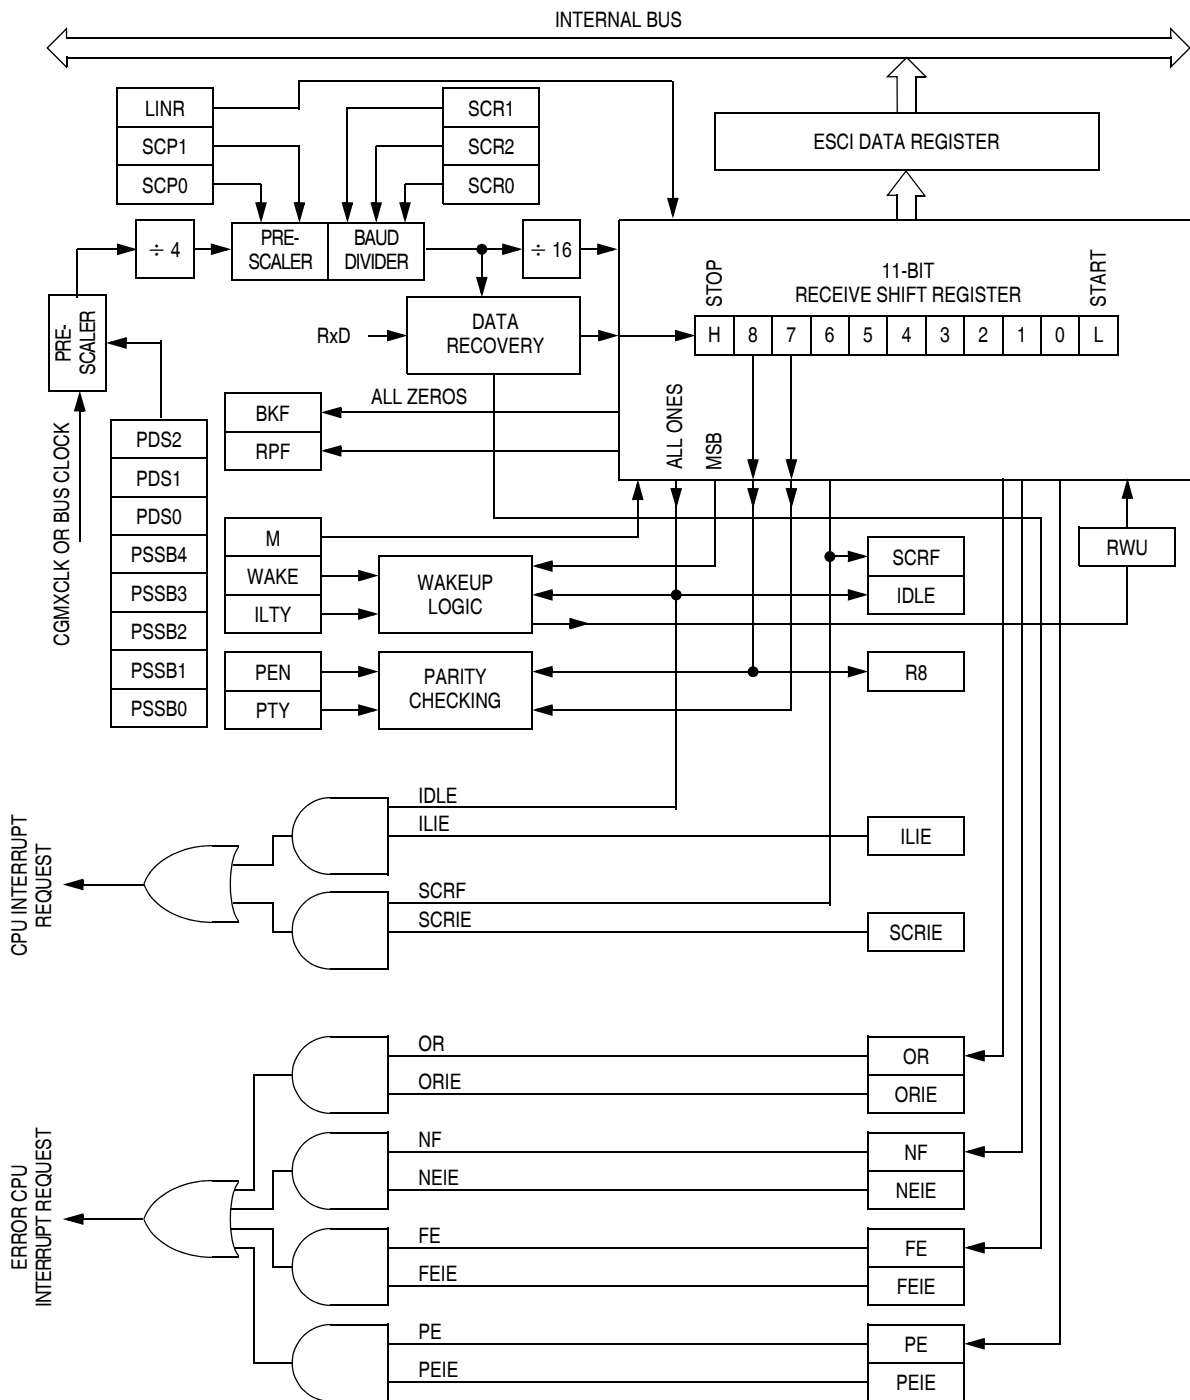 INTERNAL BUS
LINR
SCP1
SCP0
SCR1
SCR2
SCR0
ESCI DATA REGISTER
÷ 4
PRE-
SCALER
BAUD
DIVIDER
÷ 16
PRE-
SCALER
RxD
DATA
RECOVERY
11-BIT
RECEIVE SHIFT REGISTER
STOP
START
H 8 7 6 5 4 3 2 1 0 L
ALL ZEROS
BKF
RPF
ALL ONES
MSB
CGMXCLK OR BUS CLOCK
PDS2
PDS1
PDS0
PSSB4
PSSB3
PSSB2
PSSB1
PSSB0
M
WAKE
ILTY
WAKEUP
LOGIC
SCRF
IDLE
RWU
PEN
PTY
PARITY
CHECKING
R8
CPU INTERRUPT
REQUEST
IDLE
ILIE
ILIE
SCRF
SCRIE
SCRIE
ERROR CPU
INTERRUPT REQUEST
OR
OR
ORIE
ORIE
NF
NF
NEIE
NEIE
FE
FE
FEIE
FEIE
PE
PE
PEIE
PEIE